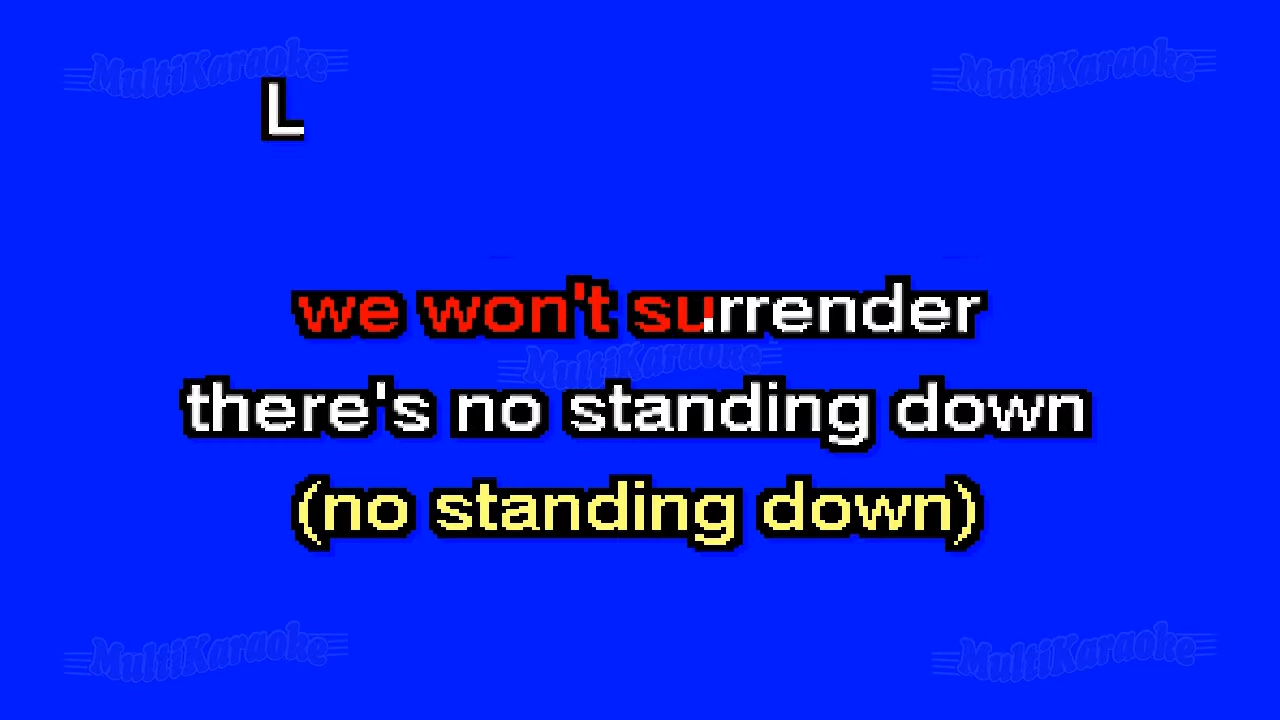 MultiKaraoke MultiKaraoke
L
we won't surrender
MultiKaraoke
there's no standing down
(no standing down)
MultiKaraoke MultiKaraoke